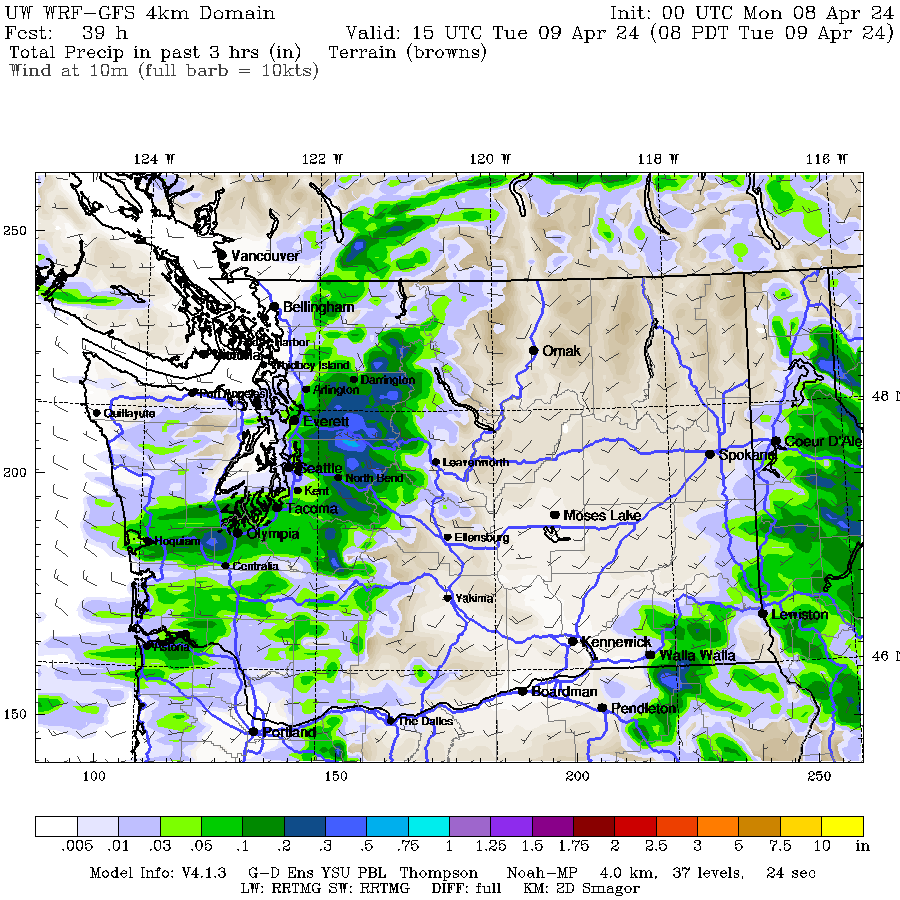 UW WRF-GFS 4km Domain Init: 00 UTC Mon 08 Apr 24
Fcst: 39 h Valid: 15 UTC Tue 09 Apr 24 (08 PDT Tue 09 Apr 24)
Total Precip in past 3 hrs (in) Terrain (browns)
Wind at 10m (full barb = 10kts)
124 W 122 W 120 W 118 W 116 W
250
Vancouver
Bellingham
Harbor
Victoria Whidbey Island
Omak
Darrington
Port Angeles Arlington
48 N
Quillayute
Everett
Coeur D'Ale
Spokane
Leavenworth
200
Seattle
North Bend
Kent
Tacoma
Moses Lake
Olympia
Hoquiam
Ellensburg
Centralia
Yakima
Lewiston
Kennewick
Astoria
Walla Walla
46 N
Boardman
Pendleton
150
The Dalles
Portland
100 150 200 250
.005 .01 .03 .05 .1 .2 .3 .5 .75 1 1.25 1.5 1.75 2 2.5 3 5 7.5 10 in
Model Info: V4.1.3 G-D Ens YSU PBL Thompson Noah-MP 4.0 km, 37 levels, 24 sec
LW: RRTMG SW: RRTMG DIFF: full KM: 2D Smagor